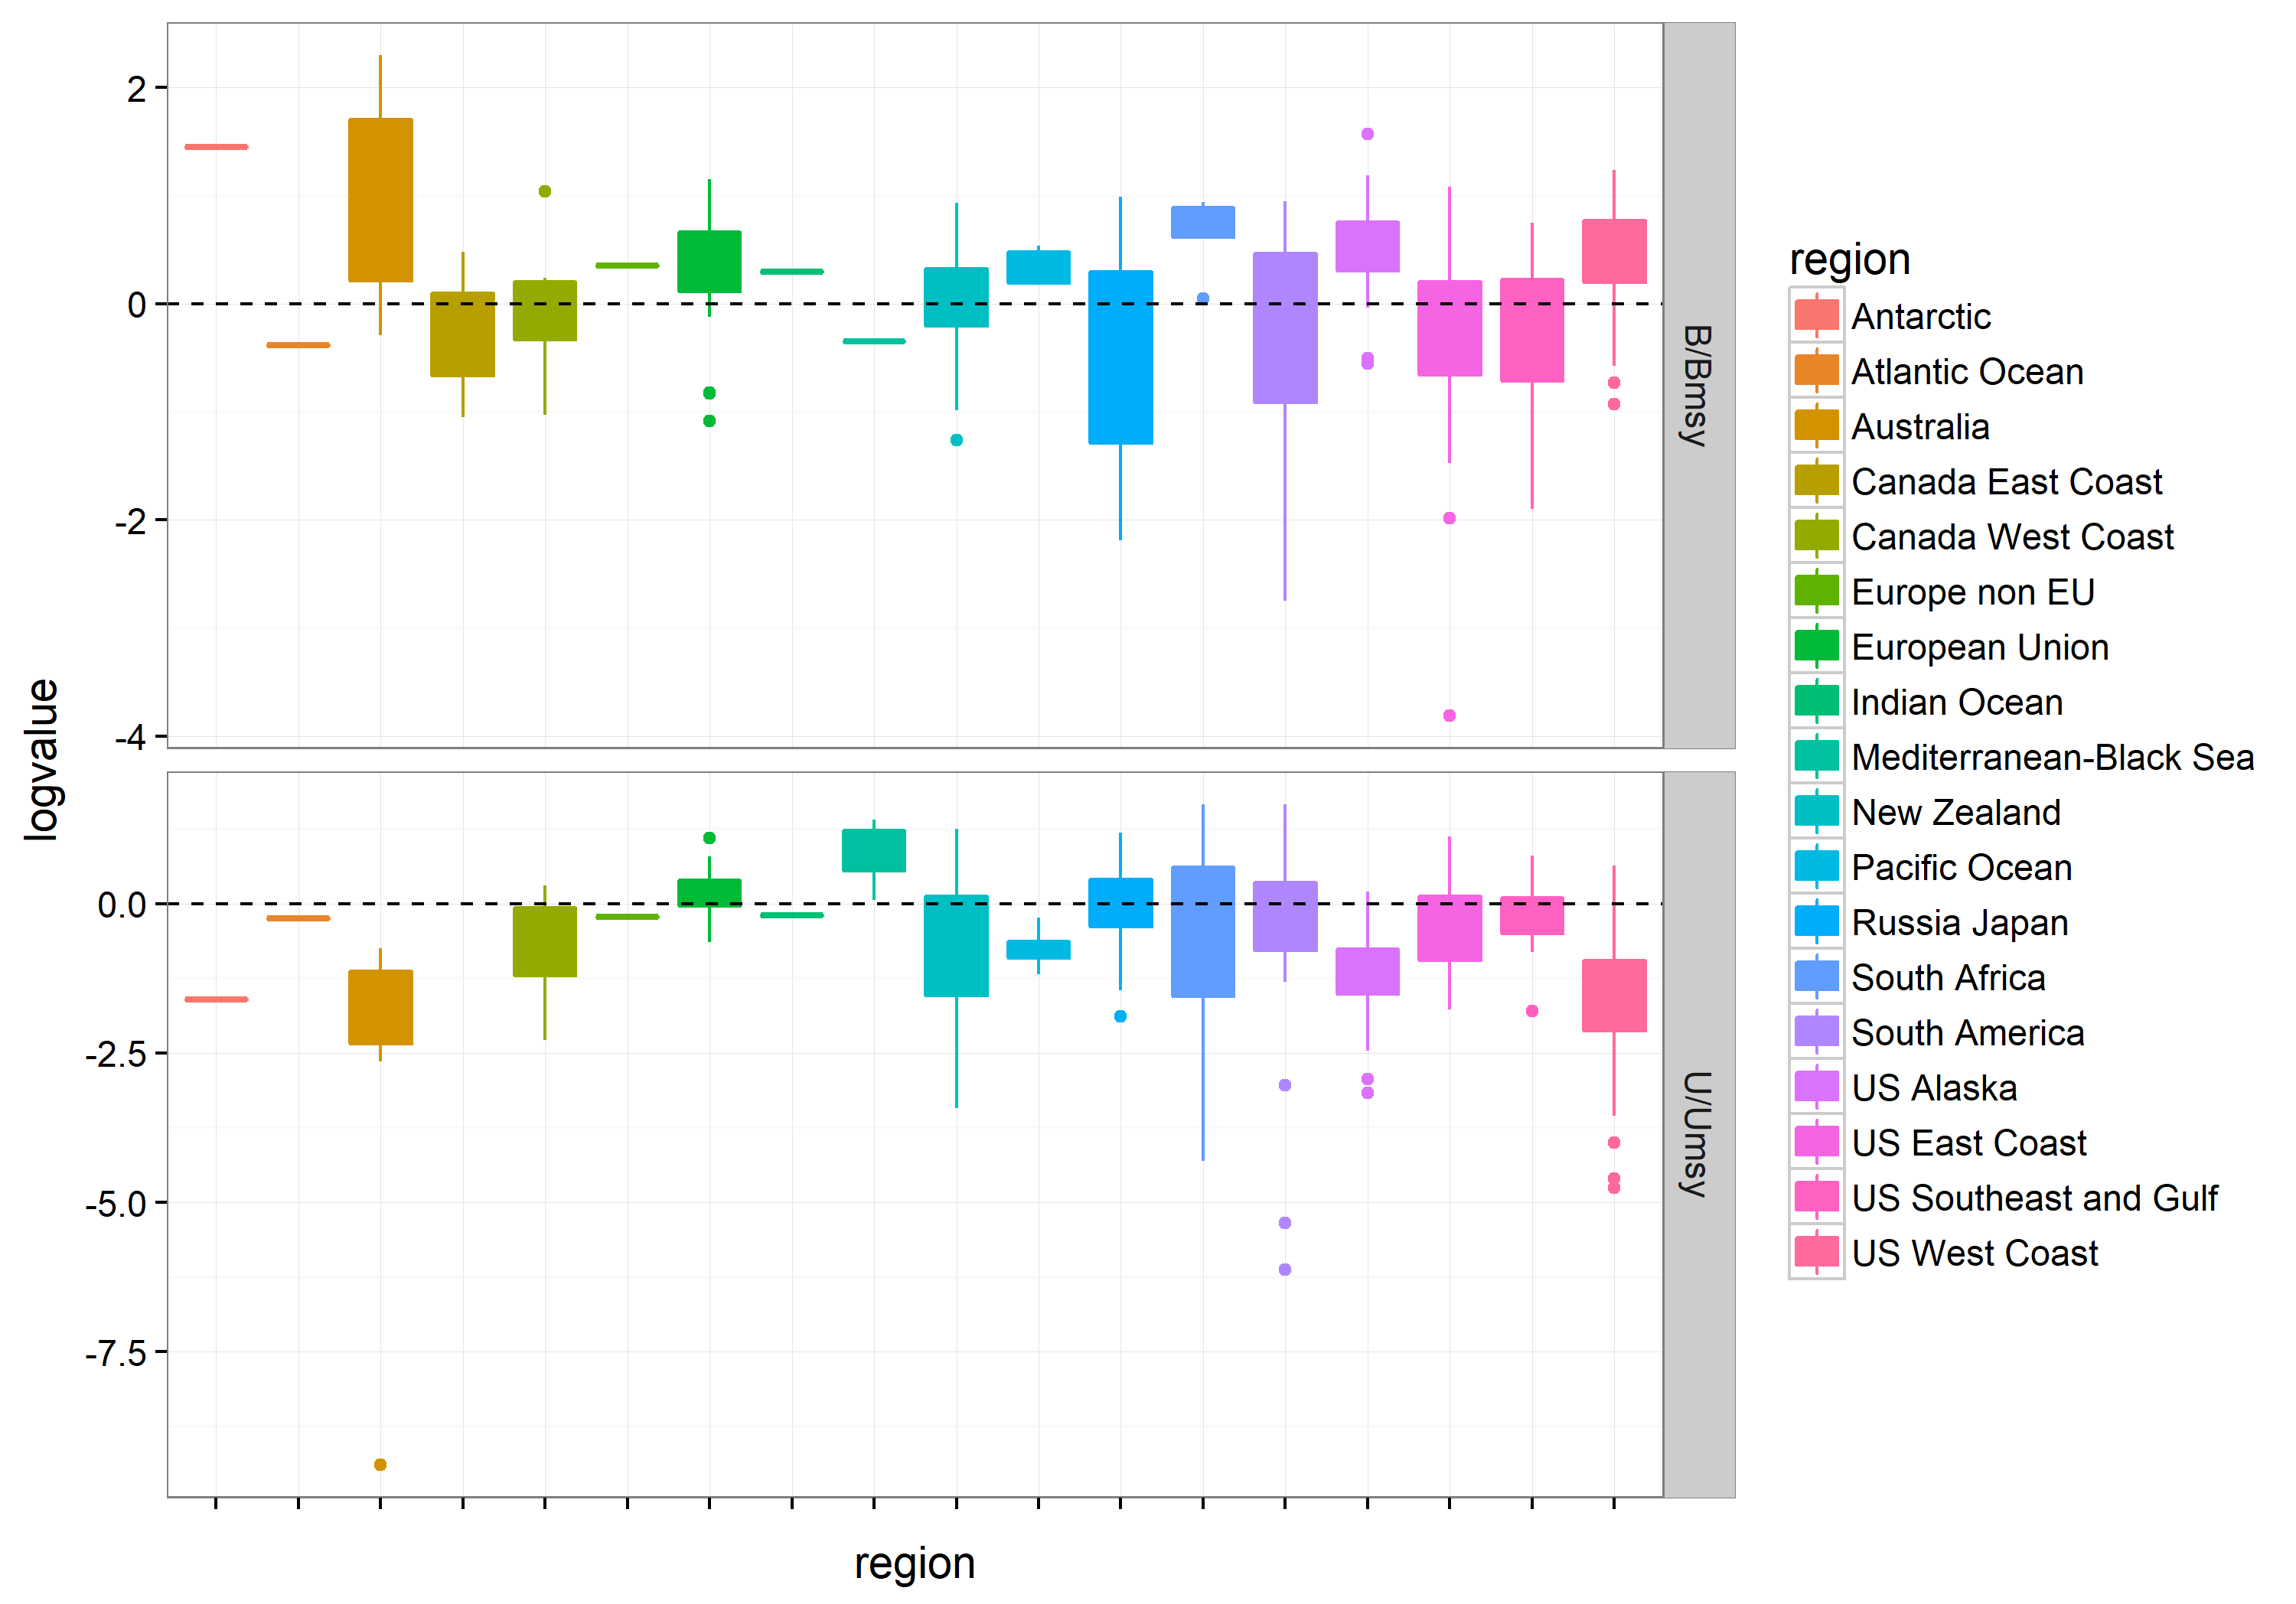 logvalue
2
0
-2
-4
B/Bmsy
0.0
-2.5
-5.0
-7.5
U/Umsy
region
region
Antarctic
Atlantic Ocean
Australia
Canada East Coast
Canada West Coast
Europe non EU
European Union
Indian Ocean
Mediterranean-Black Sea
New Zealand
Pacific Ocean
Russia Japan
South Africa
South America
US Alaska
US East Coast
US Southeast and Gulf
US West Coast